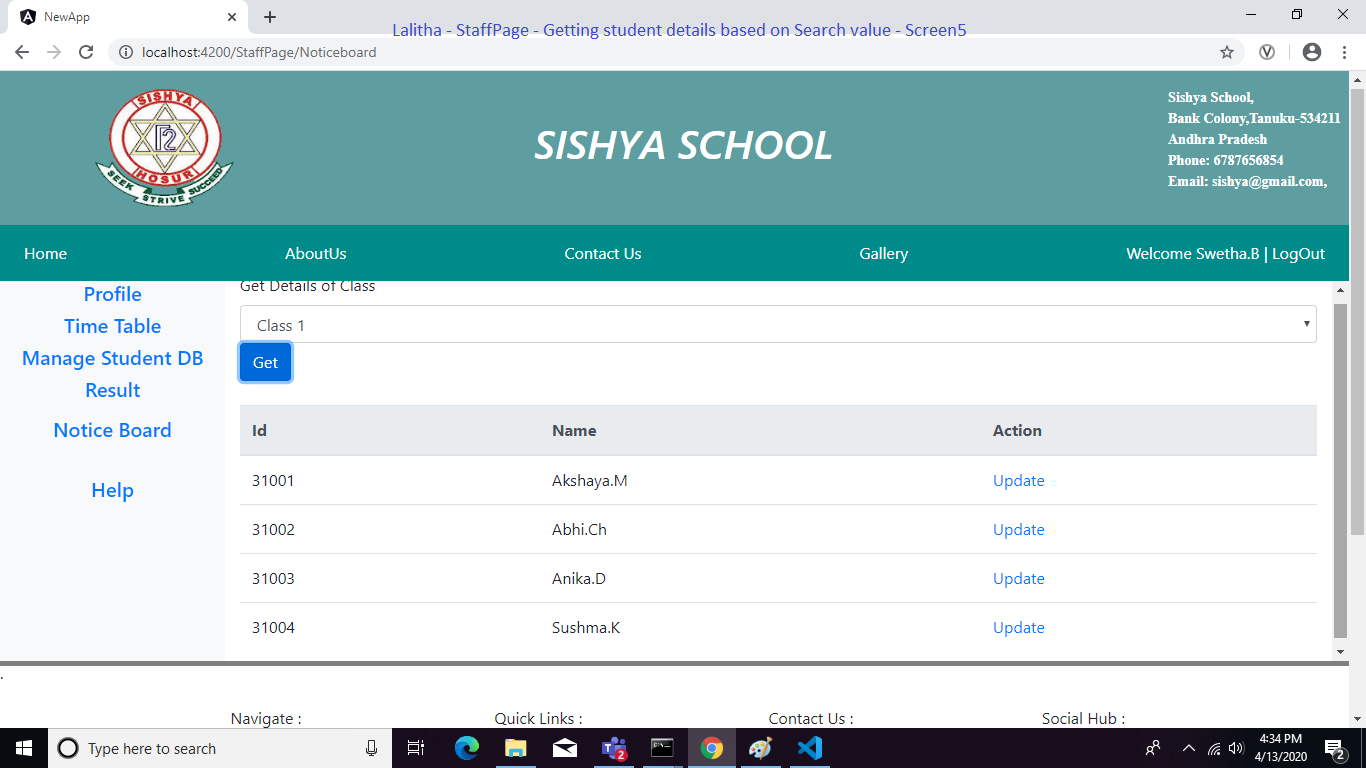 NewApp
Lalitha - StaffPage - Getting student details based on Search value - Screen5
localhost:4200/StaffPage/Noticeboard
SISHYA
HOSUR
SEEK STRIVE SUCCEED
SISHYA SCHOOL
Sishya School,
Bank Colony,Tanuku-534211
Andhra Pradesh
Phone: 6787656854
Email: sishya@gmail.com,
Home AboutUs Contact Us Gallery Welcome Swetha.B | LogOut
Profile
Time Table
Manage Student DB
Result
Notice Board
Help
Get Details of Class
Class 1
Get
Id Name Action
31001 Akshaya.M Update
31002 Abhi.Ch Update
31003 Anika.D Update
31004 Sushma.K Update
.
Navigate : Quick Links : Contact Us : Social Hub :
Type here to search
2
4:34 PM
4/13/2020
2